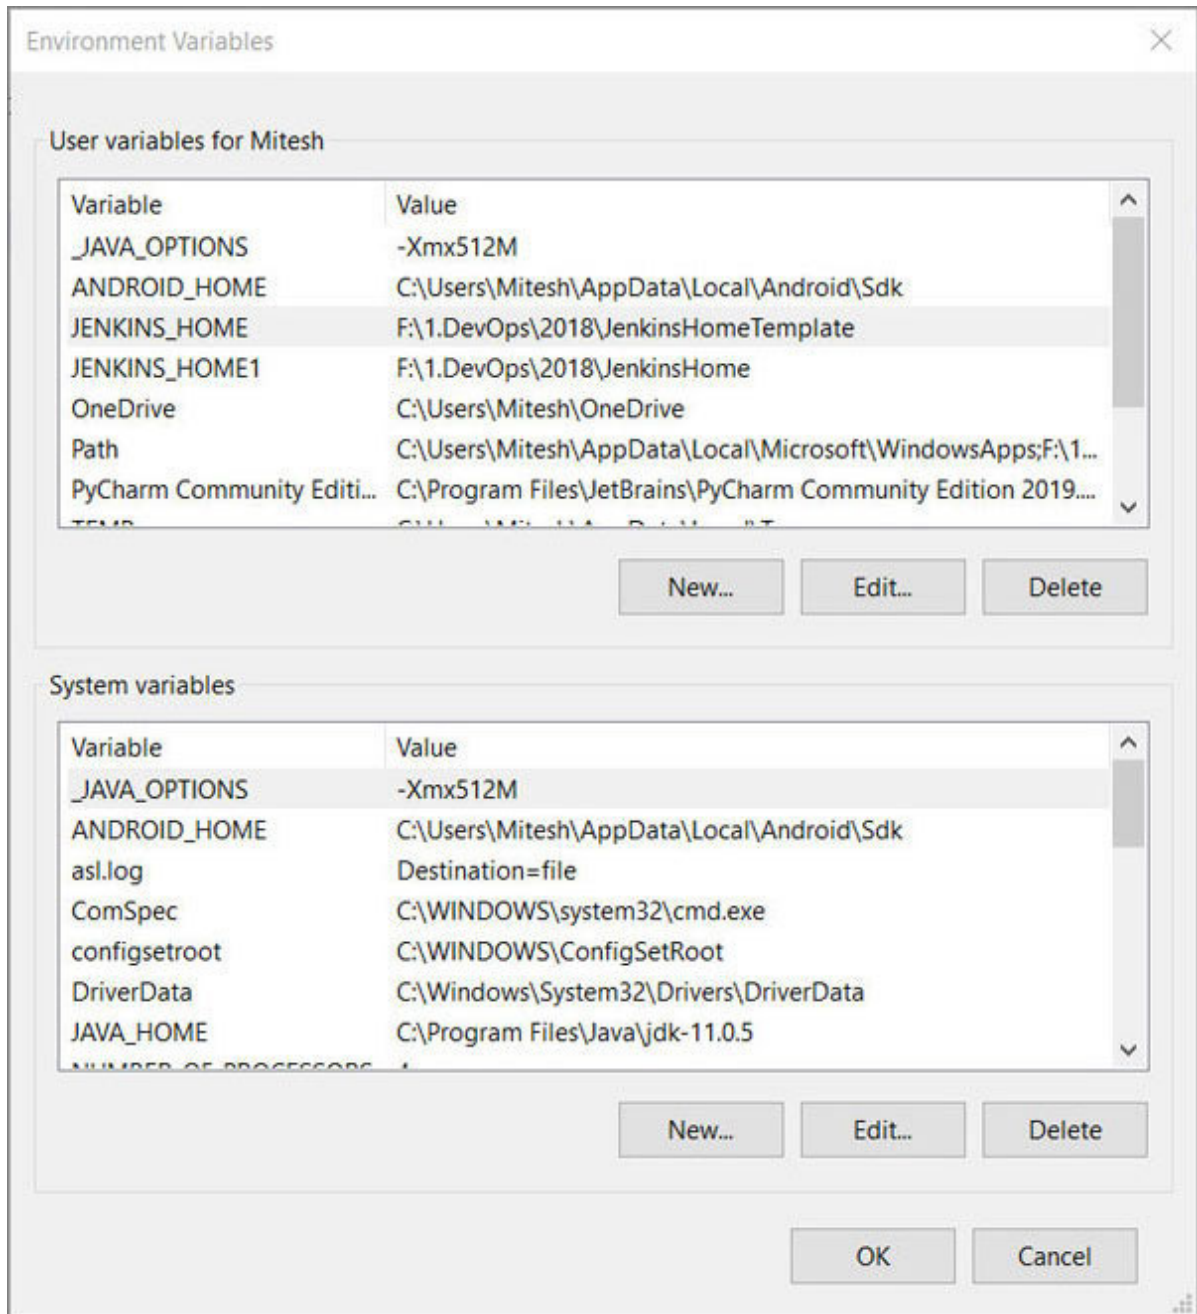 Environment Variables
User variables for Mitesh
Variable Value
_JAVA_OPTIONS -Xmx512M
ANDROID_HOME C:\Users\Mitesh\AppData\Local\Android\Sdk
JENKINS_HOME F:\1.DevOps\2018\JenkinsHomeTemplate
JENKINS_HOME1 F:\1.DevOps\2018\JenkinsHome
OneDrive C:\Users\Mitesh\OneDrive
Path C:\Users\Mitesh\AppData\Local\Microsoft\WindowsApps;F:\1...
PyCharm Community Editi... C:\Program Files\JetBrains\PyCharm Community Edition 2019....
New... Edit... Delete
System variables
Variable Value
_JAVA_OPTIONS -Xmx512M
ANDROID_HOME C:\Users\Mitesh\AppData\Local\Android\Sdk
asl.log Destination=file
ComSpec C:\WINDOWS\system32\cmd.exe
configsetroot C:\WINDOWS\ConfigSetRoot
DriverData C:\Windows\System32\Drivers\DriverData
JAVA_HOME C:\Program Files\Java\jdk-11.0.5
New... Edit... Delete
OK Cancel